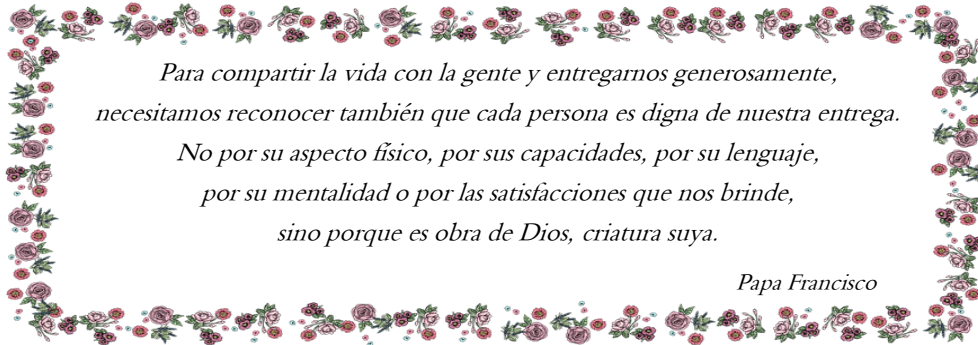 Para compartir la vida con la gente y entregarnos generosamente,
necesitamos reconocer también que cada persona es digna de nuestra entrega.
No por su aspecto físico, por sus capacidades, por su lenguaje,
por su mentalidad o por las satisfacciones que nos brinde,
sino porque es obra de Dios, criatura suya.
Papa Francisco